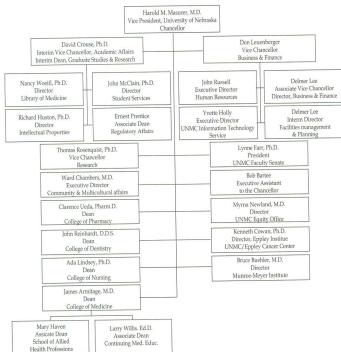 Harold M. Maurer, M.D.
Vice President, University of Nebraska
Chancellor
David Crouse, Ph.D.
Interim Vice Chancellor, Academic Affairs
Interim Dean, Graduate Studies & Research
Don Leuenberger
Vice Chancellor
Business & Finance
Nancy Woelfl, Ph.D.
Director
Library of Medicine
John McClain, Ph.D.
Director
Student Services
John Russell
Executive Director
Human Resources
Delmer Lee
Associate Vice Chancellor
Director, Business & Finance
Richard Huston, Ph.D.
Director
Intellectual Properties
Ernest Prentice
Associate Dean
Regulatory Affairs
Yvette Holly
Executive Director
UNMC Information Technology
Service
Delmer Lee
Interm Director
Facilities management
& Planning
Thomas Rosenquist, Ph.D.
Vice Chancellor
Research
Lynne Farr, Ph.D.
President
UNMC Faculty Senate
Ward Chambers, M.D.
Executive Director
Community & Multicultural affairs
Bob Bartee
Executive Assistant
to the Chancellor
Clarence Ueda, Pharm.D.
Dean
College of Pharmacy
Myrna Newland, M.D.
Director
UNMC Equity Office
John Reinhardt, D.D.S.
Dean
College of Dentistry
Kenneth Cowan, Ph.D.
Director, Eppley Institue
UNMC/Eppley Cancer Center
Ada Lindsey, Ph.D.
Dean
College of Nursing
Bruce Buehler, M.D.
Director
Munroe-Meyer Institute
James Armitage, M.D.
Dean
College of Medicine
Mary Haven
Assicate Dean
School of Allied
Health Professions
Larry Willis. Ed.D.
Associate Dean
Continuing Med. Educ.